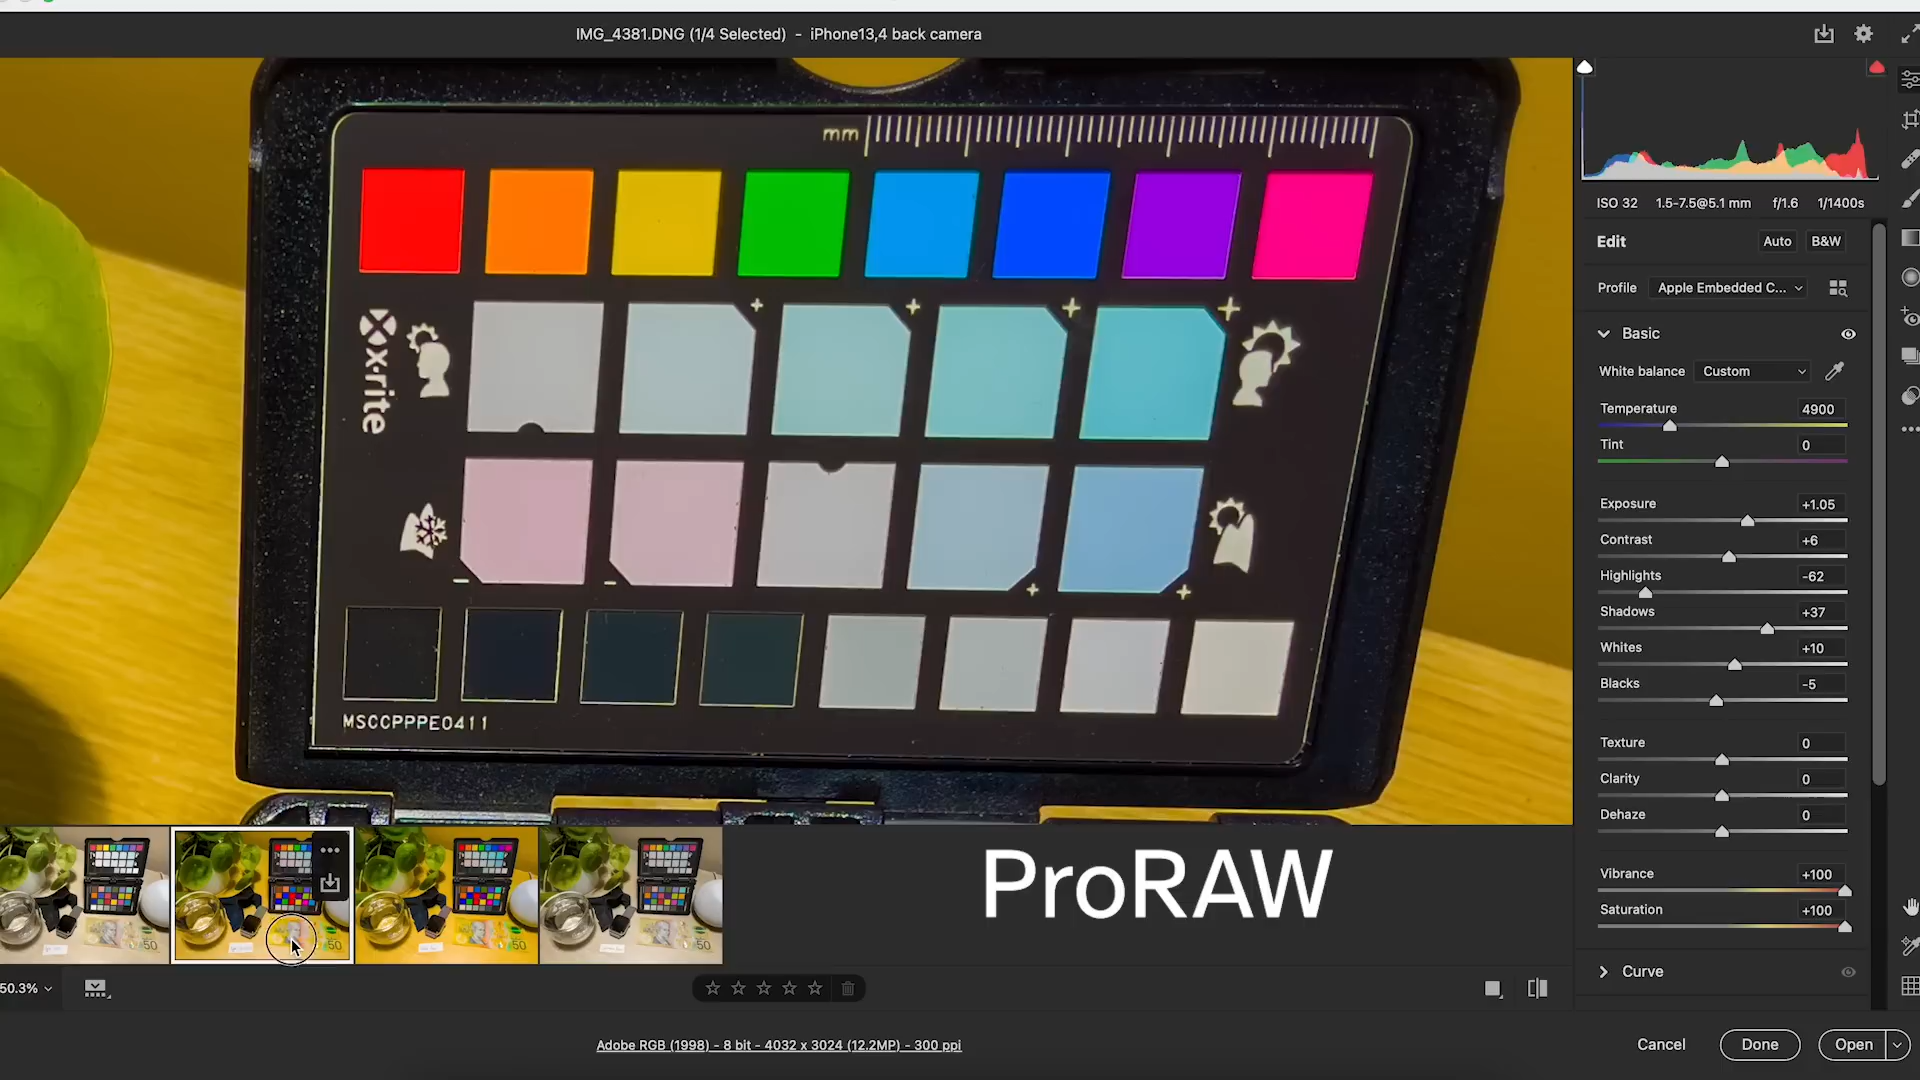 IMG_4381.DNG (1/4 Selected)  -  iPhone13,4 back camera
mm
x-rite
MSCCPPPE0411
ISO 32 1.5-7.5@5.1 mm f/1.6 1/1400s
Edit Auto B&W
Profile Apple Embedded C...
Basic
White balance Custom
Temperature 4900
Tint 0
Exposure +1.05
Contrast +6
Highlights -62
Shadows +37
Whites +10
Blacks -5
Texture 0
Clarity 0
Dehaze 0
Vibrance +100
Saturation +100
Curve
50 50 50 50
ProRAW
50.3%
Adobe RGB (1998) - 8 bit - 4032 x 3024 (12.2MP) - 300 ppi
Cancel Done Open